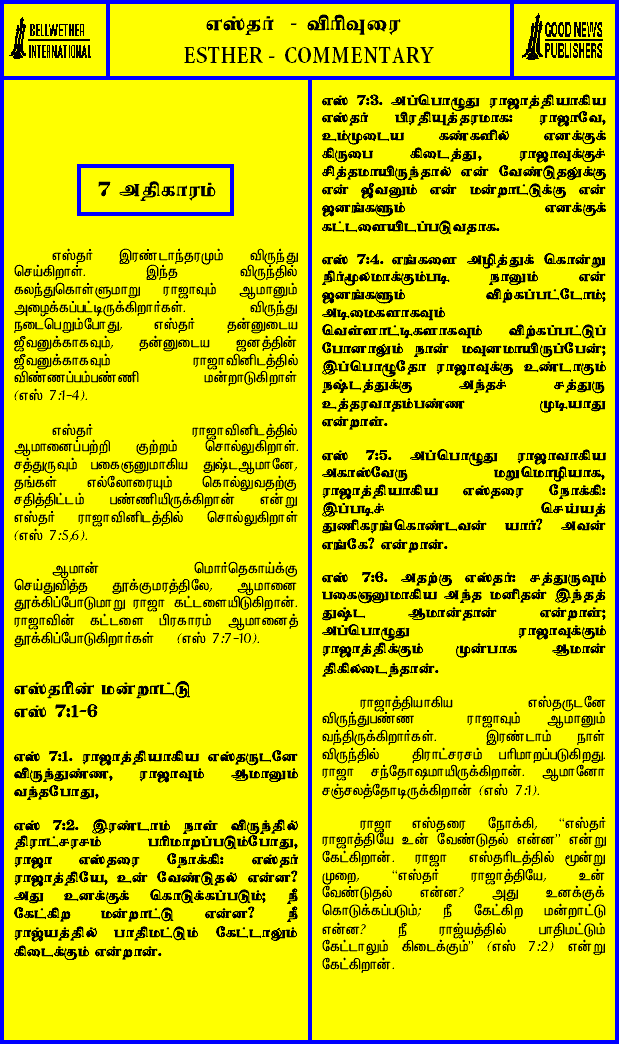 BELLWETHER
INTERNATIONAL
எஸ்தர் - விரிவுரை
ESTHER - COMMENTARY
GOOD NEWS
PUBLISHERS
7 அதிகாரம்
எஸ்தர் இரண்டாந்தரமும் விருந்து
செய்கிறாள். இந்த விருந்தில்
கலந்துகொள்ளுமாறு ராஜாவும் ஆமானும்
அழைக்கப்பட்டிருக்கிறார்கள். விருந்து
நடைபெறும்போது, எஸ்தர் தன்னுடைய
ஜீவனுக்காகவும், தன்னுடைய ஜனத்தின்
ஜீவனுக்காகவும் ராஜாவினிடத்தில்
விண்ணப்பம்பண்ணி மன்றாடுகிறாள்
(எஸ் 7:1-4).
எஸ்தர் ராஜாவினிடத்தில்
ஆமானைப்பற்றி குற்றம் சொல்லுகிறாள்.
சத்துருவும் பகைஞனுமாகிய துஷ்டஆமானே,
தங்கள் எல்லோரையும் கொல்லுவதற்கு
சதித்திட்டம் பண்ணியிருக்கிறான் என்று
எஸ்தர் ராஜாவினிடத்தில் சொல்லுகிறாள்
(எஸ் 7:5,6).
ஆமான் மொர்தெகாய்க்கு
செய்துவித்த தூக்குமரத்திலே, ஆமானை
தூக்கிப்போடுமாறு ராஜா கட்டளையிடுகிறான்.
ராஜாவின் கட்டளை பிரகாரம் ஆமானைத்
தூக்கிப்போடுகிறார்கள் (எஸ் 7:7-10).
எஸ்தரின் மன்றாட்டு
எஸ் 7:1-6
எஸ் 7:1. ராஜாத்தியாகிய எஸ்தருடனே
விருந்துண்ண, ராஜாவும் ஆமானும்
வந்தபோது,
எஸ் 7:2. இரண்டாம் நாள் விருந்தில்
திராட்சரசம் பரிமாறப்படும்போது,
ராஜா எஸ்தரை நோக்கி: எஸ்தர்
ராஜாத்தியே, உன் வேண்டுதல் என்ன?
அது உனக்குக் கொடுக்கப்படும்; நீ
கேட்கிற மன்றாட்டு என்ன? நீ
ராஜ்யத்தில் பாதிமட்டும் கேட்டாலும்
கிடைக்கும் என்றான்.
எஸ் 7:3. அப்பொழுது ராஜாத்தியாகிய
எஸ்தர் பிரதியுத்தரமாக: ராஜாவே,
உம்முடைய கண்களில் எனக்குக்
கிருபை கிடைத்து, ராஜாவுக்குச்
சித்தமாயிருந்தால் என் வேண்டுதலுக்கு
என் ஜீவனும் என் மன்றாட்டுக்கு என்
ஜனங்களும் எனக்குக்
கட்டளையிடப்படுவதாக.
எஸ் 7:4. எங்களை அழித்துக் கொன்று
நிர்மூலமாக்கும்படி நானும் என்
ஜனங்களும் விற்கப்பட்டோம்;
அடிமைகளாகவும்
வெள்ளாட்டிகளாகவும் விற்கப்பட்டுப்
போனாலும் நான் மவுனமாயிருப்பேன்;
இப்பொழுதோ ராஜாவுக்கு உண்டாகும்
நஷ்டத்துக்கு அந்தச் சத்துரு
உத்தரவாதம்பண்ண முடியாது
என்றாள்.
எஸ் 7:5. அப்பொழுது ராஜாவாகிய
அகாஸ்வேரு மறுமொழியாக,
ராஜாத்தியாகிய எஸ்தரை நோக்கி:
இப்படிச் செய்யத்
துணிகரங்கொண்டவன் யார்? அவன்
எங்கே? என்றான்.
எஸ் 7:6. அதற்கு எஸ்தர்: சத்துருவும்
பகைஞனுமாகிய அந்த மனிதன் இந்தத்
துஷ்ட ஆமான்தான் என்றாள்;
அப்பொழுது ராஜாவுக்கும்
ராஜாத்திக்கும் முன்பாக ஆமான்
திகிலடைந்தான்.
ராஜாத்தியாகிய எஸ்தருடனே
விருந்துபண்ண ராஜாவும் ஆமானும்
வந்திருக்கிறார்கள். இரண்டாம் நாள்
விருந்தில் திராட்சரசம் பரிமாறப்படுகிறது.
ராஜா சந்தோஷமாயிருக்கிறான். ஆமானோ
சஞ்சலத்தோடிருக்கிறான் (எஸ் 7:1).
ராஜா எஸ்தரை நோக்கி, “எஸ்தர்
ராஜாத்தியே உன் வேண்டுதல் என்ன” என்று
கேட்கிறான். ராஜா எஸ்தரிடத்தில் மூன்று
முறை, “எஸ்தர் ராஜாத்தியே, உன்
வேண்டுதல் என்ன? அது உனக்குக்
கொடுக்கப்படும்; நீ கேட்கிற மன்றாட்டு
என்ன? நீ ராஜ்யத்தில் பாதிமட்டும்
கேட்டாலும் கிடைக்கும்” (எஸ் 7:2) என்று
கேட்கிறான்.